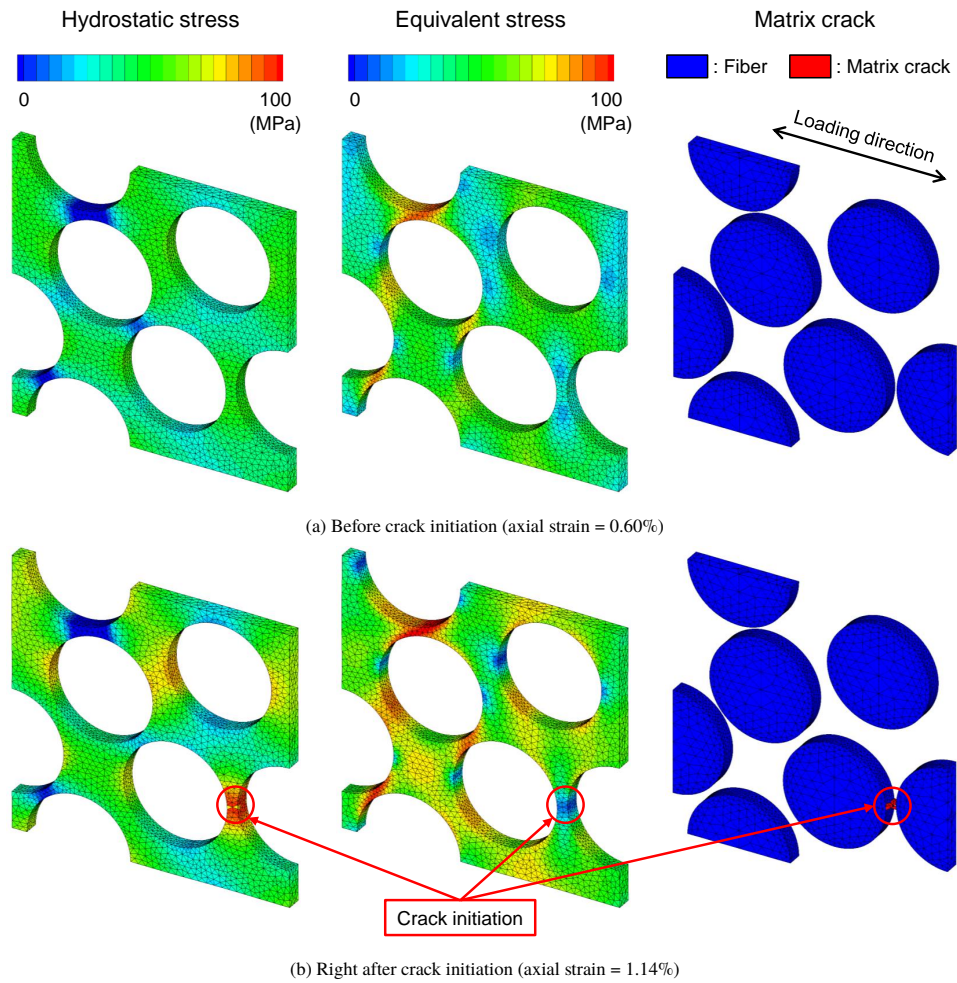 Hydrostatic stress
Equivalent stress
Matrix crack
0
100
(MPa)
0
100
(MPa)
: Fiber
: Matrix crack
Loading direction
(a) Before crack initiation (axial strain = 0.60%)
Crack initiation
(b) Right after crack initiation (axial strain = 1.14%)